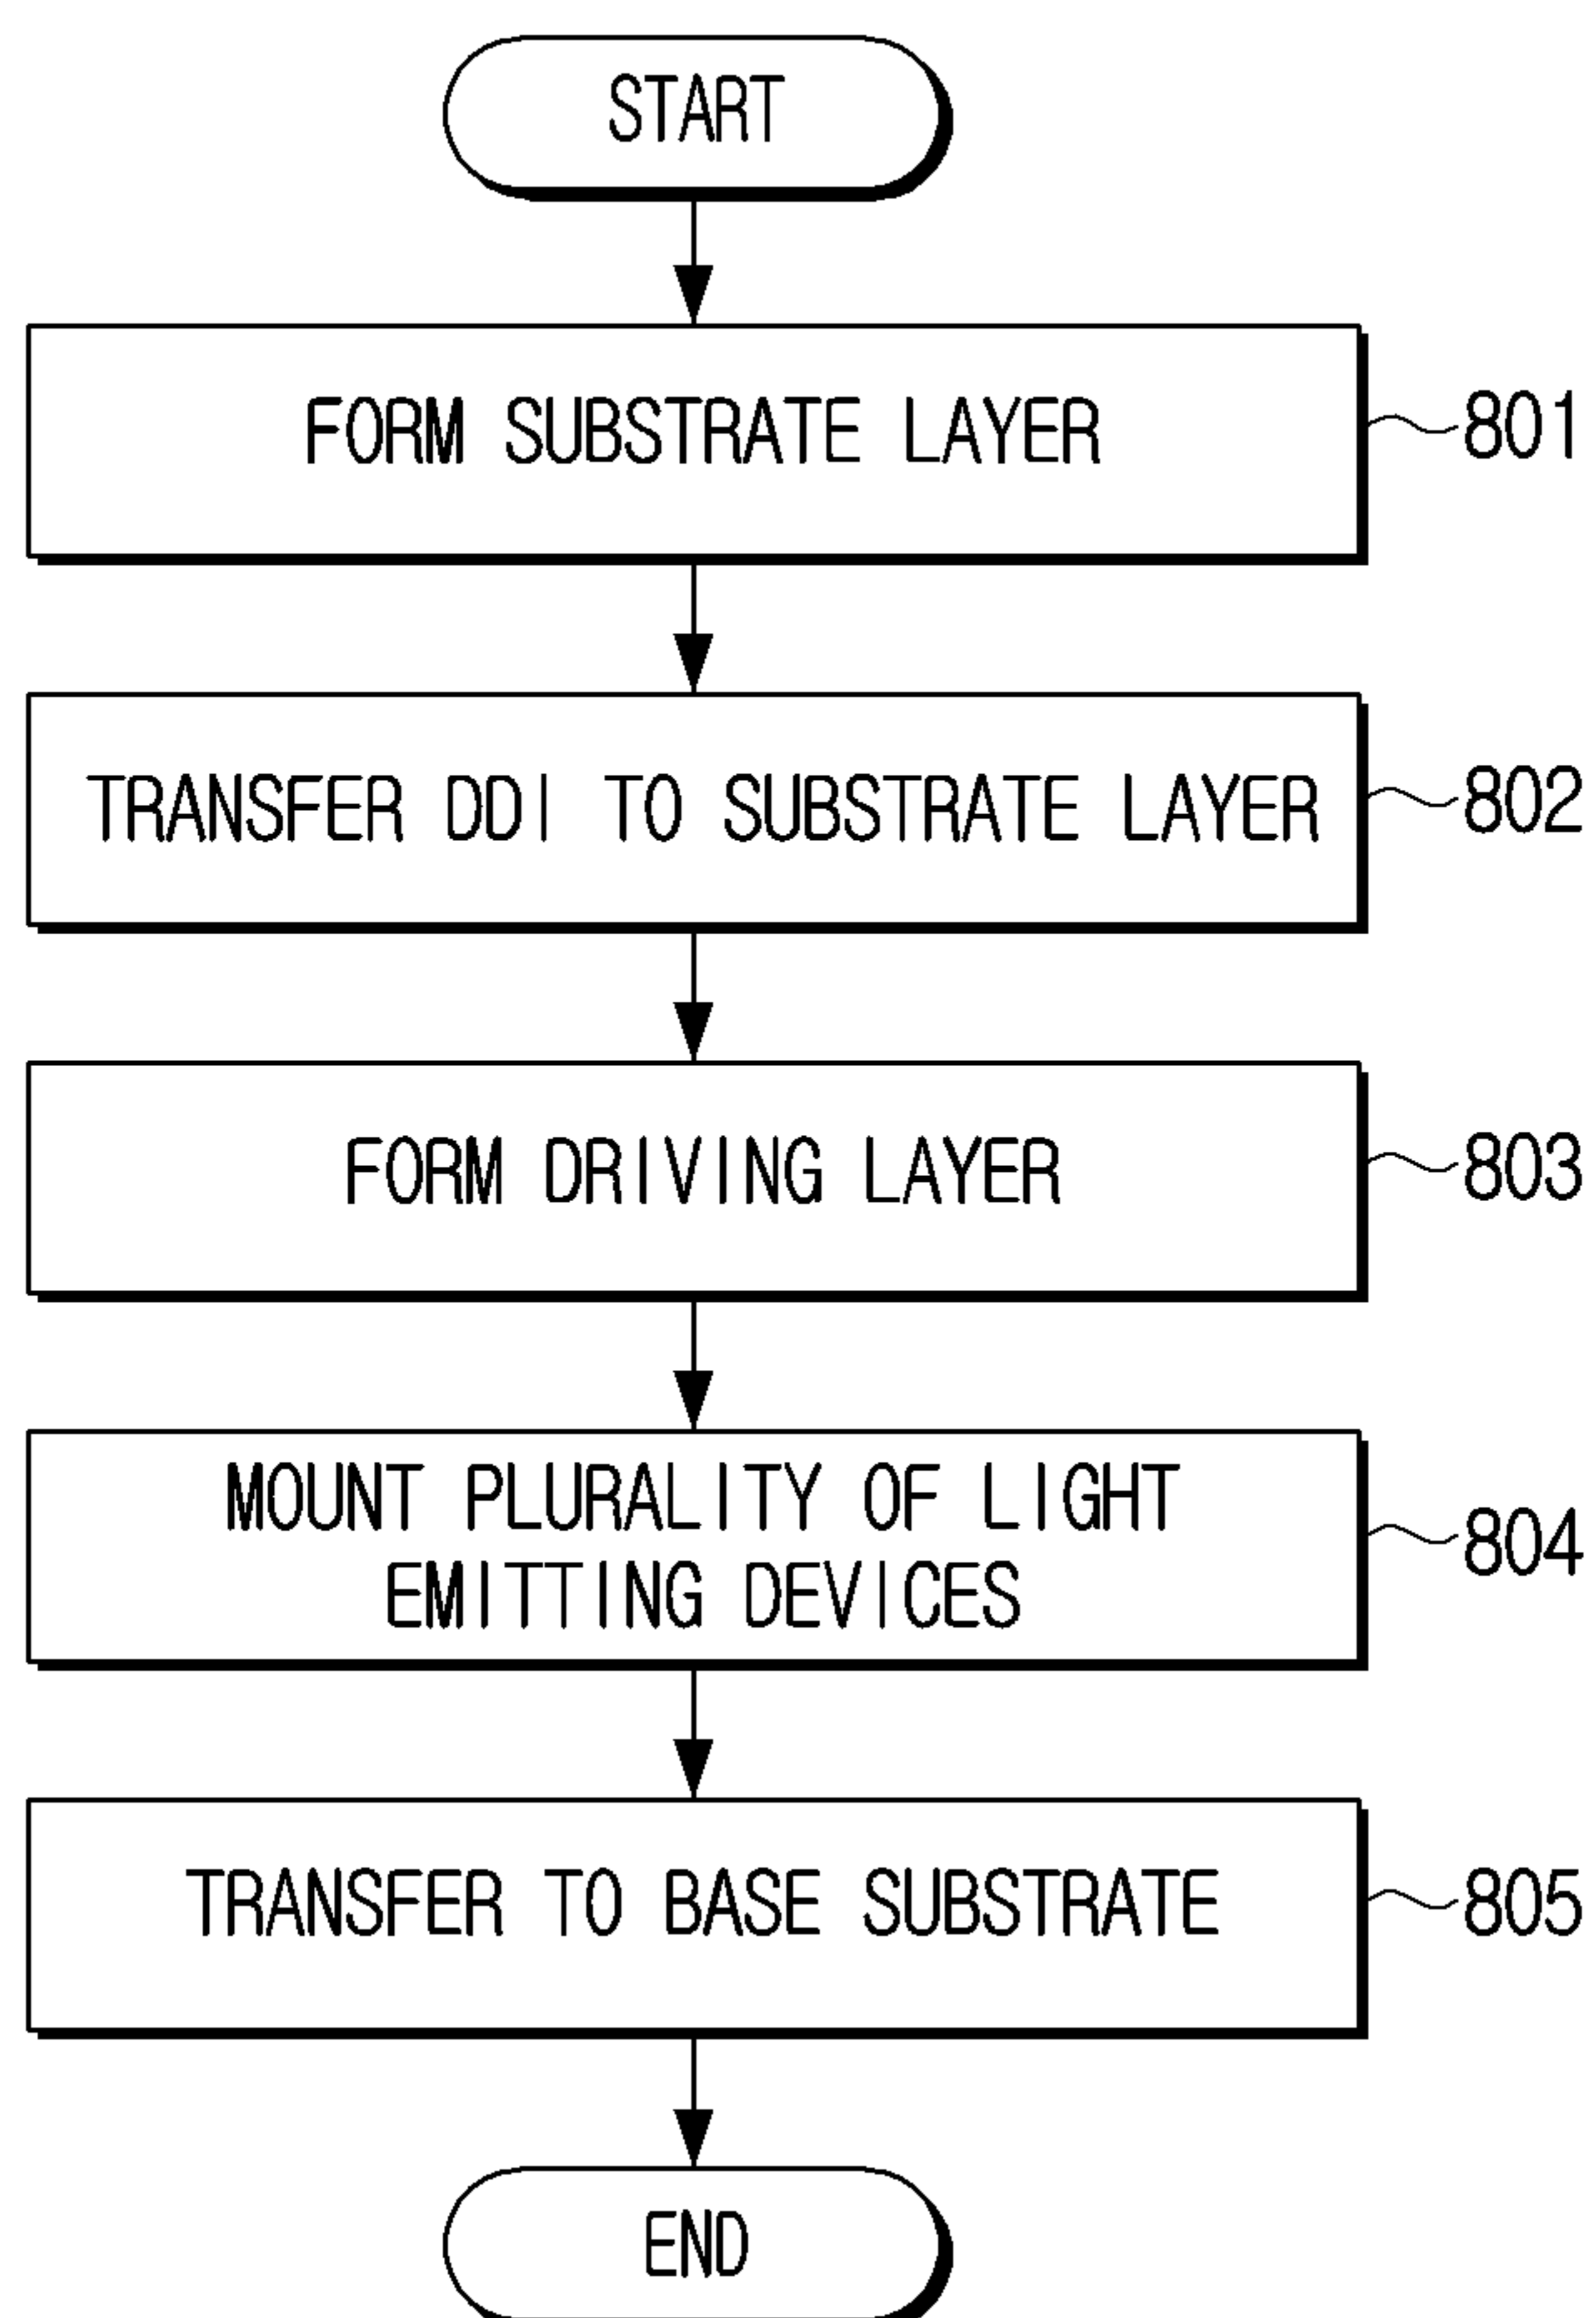 START
FORM SUBSTRATE LAYER
801
TRANSFER DDI TO SUBSTRATE LAYER
802
FORM DRIVING LAYER
803
MOUNT PLURALITY OF LIGHT
EMITTING DEVICES
804
TRANSFER TO BASE SUBSTRATE
805
END